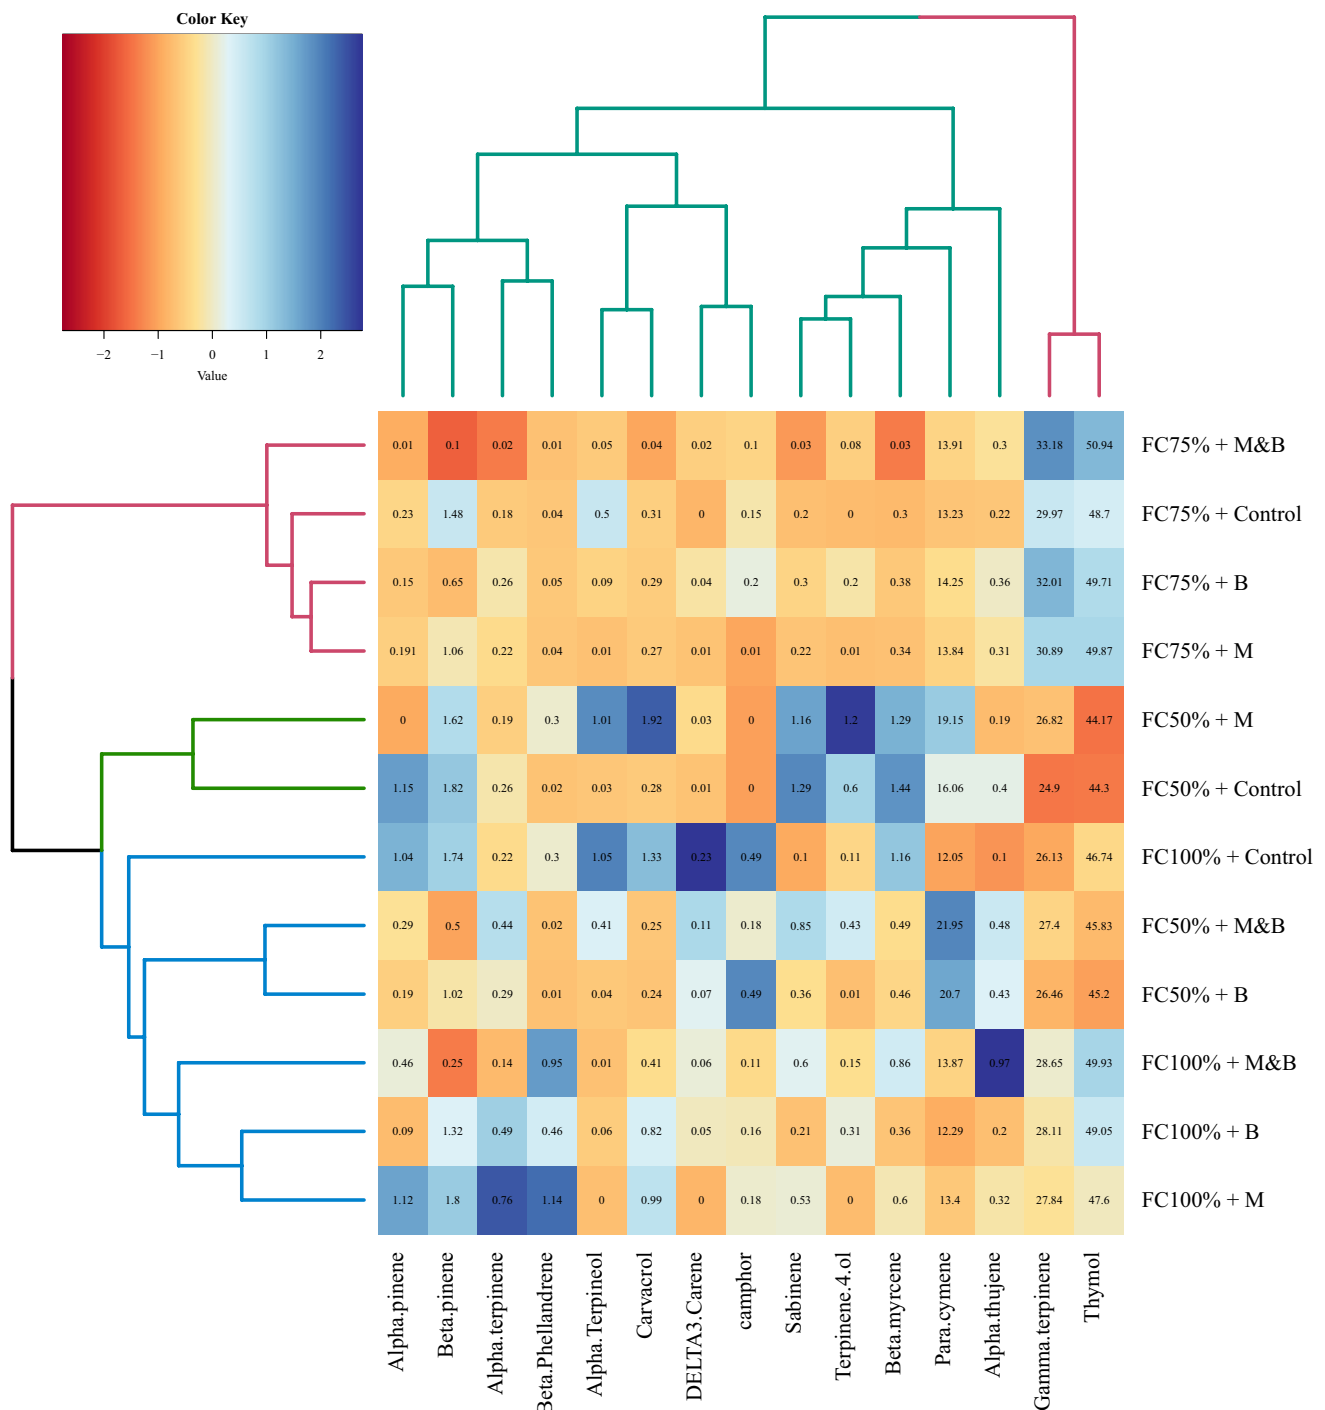 Color Key
−2 −1 0 1 2
Value
0.01 0.1 0.02 0.01 0.05 0.04 0.02 0.1 0.03 0.08 0.03 13.91 0.3 33.18 50.94 FC75% + M&B
0.23 1.48 0.18 0.04 0.5 0.31 0 0.15 0.2 0 0.3 13.23 0.22 29.97 48.7 FC75% + Control
0.15 0.65 0.26 0.05 0.09 0.29 0.04 0.2 0.3 0.2 0.38 14.25 0.36 32.01 49.71 FC75% + B
0.191 1.06 0.22 0.04 0.01 0.27 0.01 0.01 0.22 0.01 0.34 13.84 0.31 30.89 49.87 FC75% + M
0 1.62 0.19 0.3 1.01 1.92 0.03 0 1.16 1.2 1.29 19.15 0.19 26.82 44.17 FC50% + M
1.15 1.82 0.26 0.02 0.03 0.28 0.01 0 1.29 0.6 1.44 16.06 0.4 24.9 44.3 FC50% + Control
1.04 1.74 0.22 0.3 1.05 1.33 0.23 0.49 0.1 0.11 1.16 12.05 0.1 26.13 46.74 FC100% + Control
0.29 0.5 0.44 0.02 0.41 0.25 0.11 0.18 0.85 0.43 0.49 21.95 0.48 27.4 45.83 FC50% + M&B
0.19 1.02 0.29 0.01 0.04 0.24 0.07 0.49 0.36 0.01 0.46 20.7 0.43 26.46 45.2 FC50% + B
0.46 0.25 0.14 0.95 0.01 0.41 0.06 0.11 0.6 0.15 0.86 13.87 0.97 28.65 49.93 FC100% + M&B
0.09 1.32 0.49 0.46 0.06 0.82 0.05 0.16 0.21 0.31 0.36 12.29 0.2 28.11 49.05 FC100% + B
1.12 1.8 0.76 1.14 0 0.99 0 0.18 0.53 0 0.6 13.4 0.32 27.84 47.6 FC100% + M
Alpha.pinene
Beta.pinene
Alpha.terpinene
Beta.Phellandrene
Alpha.Terpineol
Carvacrol
DELTA3.Carene
camphor
Sabinene
Terpinene.4.ol
Beta.myrcene
Para.cymene
Alpha.thujene
Gamma.terpinene
Thymol